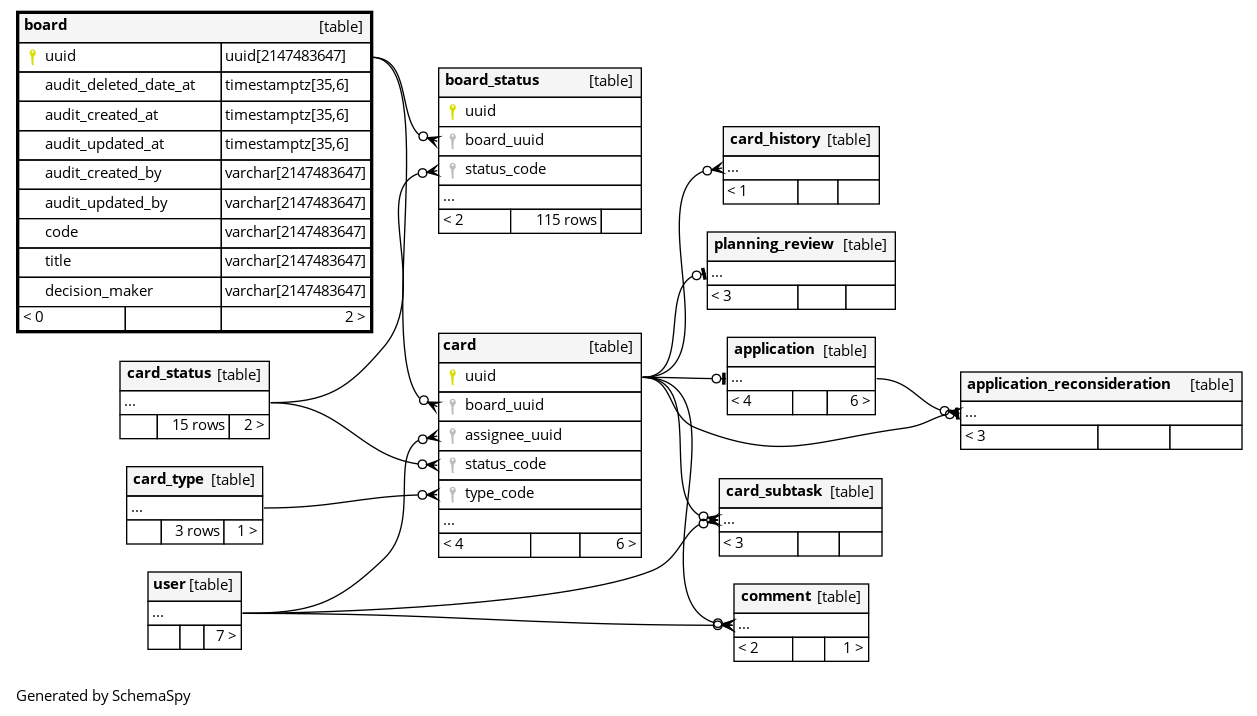 board [table]
uuid uuid[2147483647]
audit_deleted_date_at timestamptz[35,6]
audit_created_at timestamptz[35,6]
audit_updated_at timestamptz[35,6]
audit_created_by varchar[2147483647]
audit_updated_by varchar[2147483647]
code varchar[2147483647]
title varchar[2147483647]
decision_maker varchar[2147483647]
< 0 2 >
board_status [table]
uuid
board_uuid
status_code
...
< 2 115 rows
card_status [table]
...
15 rows 2 >
card_type [table]
...
3 rows 1 >
user [table]
...
7 >
card [table]
uuid
board_uuid
assignee_uuid
status_code
type_code
...
< 4 6 >
card_history [table]
...
< 1
planning_review [table]
...
< 3
application [table]
...
< 4 6 >
application_reconsideration [table]
...
< 3
card_subtask [table]
...
< 3
comment [table]
...
< 2 1 >
Generated by SchemaSpy